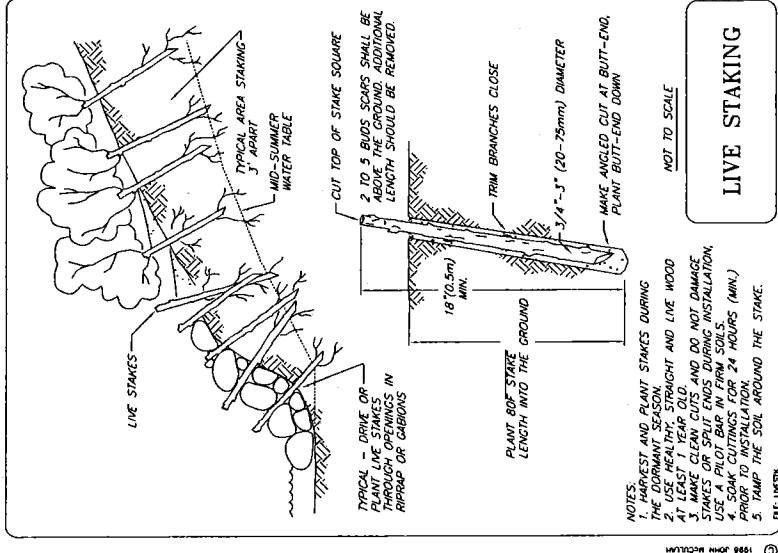 LIVE STAKES
TYPICAL AREA STAKING
3' APART
MID-SUMMER
WATER TABLE
TYPICAL - DRIVE OR
PLANT LIVE STAKES
THROUGH OPENINGS IN
RIPRAP OR GABIONS
CUT TOP OF STAKE SQUARE
2 TO 5 BUDS SCARS SHALL BE
ABOVE THE GROUND. ADDITIONAL
LENGTH SHOULD BE REMOVED.
18"(0.5m)
MIN.
TRIM BRANCHES CLOSE
3/4"-3" (20-75mm) DIAMETER
PLANT 80F STAKE
LENGTH INTO THE GROUND
MAKE ANGLED CUT AT BUTT-END,
PLANT BUTT-END DOWN
NOTES:
1. HARVEST AND PLANT STAKES DURING
THE DORMANT SEASON.
2. USE HEALTHY, STRAIGHT AND LIVE WOOD
AT LEAST 1 YEAR OLD.
3. MAKE CLEAN CUTS AND DO NOT DAMAGE
STAKES OR SPLIT ENDS DURING INSTALLATION,
USE A PILOT BAR IN FIRM SOILS.
4. SOAK CUTTINGS FOR 24 HOURS (MIN.)
PRIOR TO INSTALLATION.
5. TAMP THE SOIL AROUND THE STAKE.
NOT TO SCALE
LIVE STAKING
FILE: LIVESTK
© 1996 JOHN McCULLAH